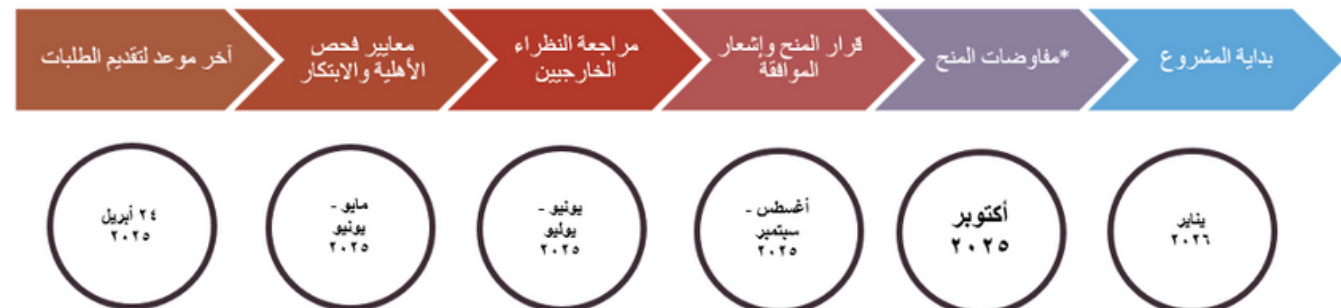 آخر موعد لتقديم الطلبات
معايير فحص
الأهلية والابتكار
مراجعة النظراء
الخارجيين
قرار المنح وإشعار
الموافقة
*مفاوضات المنح
بداية المشروع
٢٤ أبريل
٢٠٢٥
مايو -
يونيو
٢٠٢٥
يونيو -
يوليو
٢٠٢٥
أغسطس -
سبتمبر
٢٠٢٥
أكتوبر
٢٠٢٥
يناير
٢٠٢٦